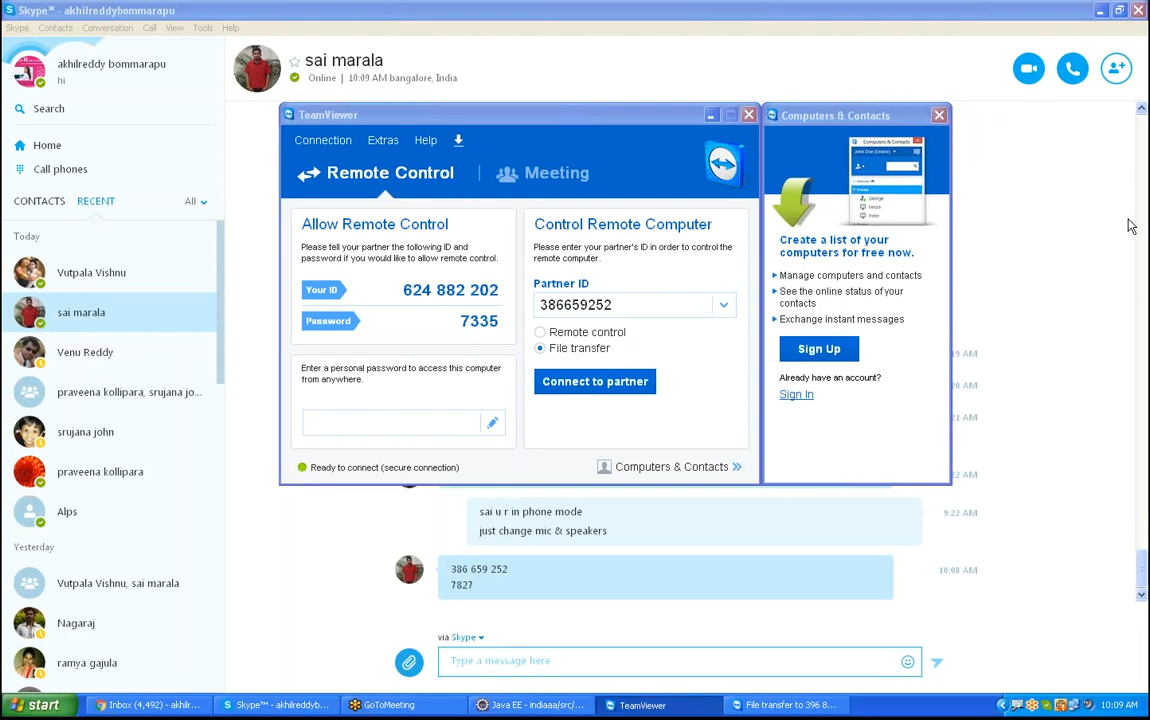 Skype™ - akhilreddybommarapu
Skype Contacts Conversation Call View Tools Help
akhilreddy bommarapu
hi
Search
Home
Call phones
CONTACTS RECENT All
Today
Vutpala Vishnu
sai marala
Venu Reddy
praveena kollipara, srujana jo...
srujana john
praveena kollipara
Alps
Yesterday
Vutpala Vishnu, sai marala
Nagaraj
ramya gajula
sai marala
Online | 10:09 AM bangalore, India
TeamViewer
Connection Extras Help
Remote Control
Meeting
Allow Remote Control
Please tell your partner the following ID and
password if you would like to allow remote control.
Your ID 624 882 202
Password 7335
Enter a personal password to access this computer
from anywhere.
Ready to connect (secure connection)
Control Remote Computer
Please enter your partner's ID in order to control the
remote computer.
Partner ID
386659252
Remote control
File transfer
Connect to partner
Computers & Contacts
Computers & Contacts
Create a list of your
computers for free now.
Manage computers and contacts
See the online status of your
contacts
Exchange instant messages
Sign Up
Already have an account?
Sign In
19 AM
20 AM
21 AM
22 AM
sai u r in phone mode
9:22 AM
just change mic & speakers
386 659 252
10:08 AM
7827
via Skype
Type a message here
start
Inbox (4,492) - akhilr...
Skype™ - akhilreddyb...
GoToMeeting
Java EE - indiaaa/src/...
TeamViewer
File transfer to 396 8...
10:09 AM